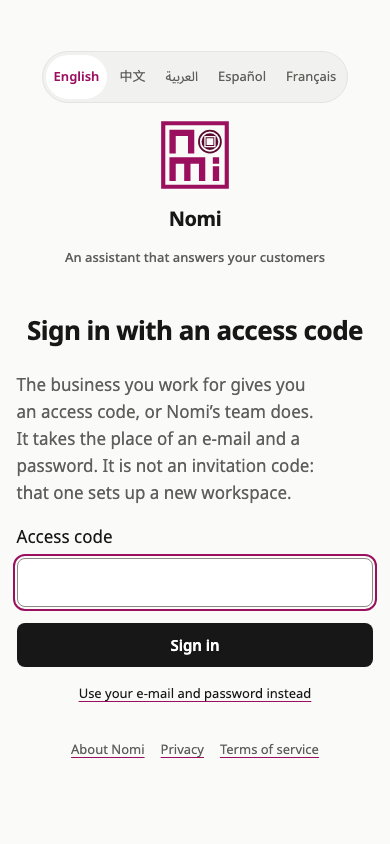 English 中文 العربية Español Français
nomi
Nomi
An assistant that answers your customers
Sign in with an access code
The business you work for gives you
an access code, or Nomi’s team does.
It takes the place of an e-mail and a
password. It is not an invitation code:
that one sets up a new workspace.
Access code
Sign in
Use your e-mail and password instead
About Nomi Privacy Terms of service